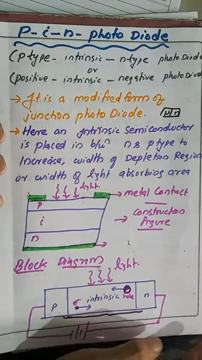 P-i-n-photo Diode
(p type - intrinsic - n type photo Diode
or
(positive - intrinsic - negative photo Diod
→ It is a modified form of
junction photo Diode.
→ Here an Intrinsic Semiconductor
is placed in b/w n & p type to
Increase, width of Depletion Region
or width of light absorbing area
light
P
→ metal Contact
i
→ Construction
figure
n
Block Diagram
light
P
intrinsic
hole
n